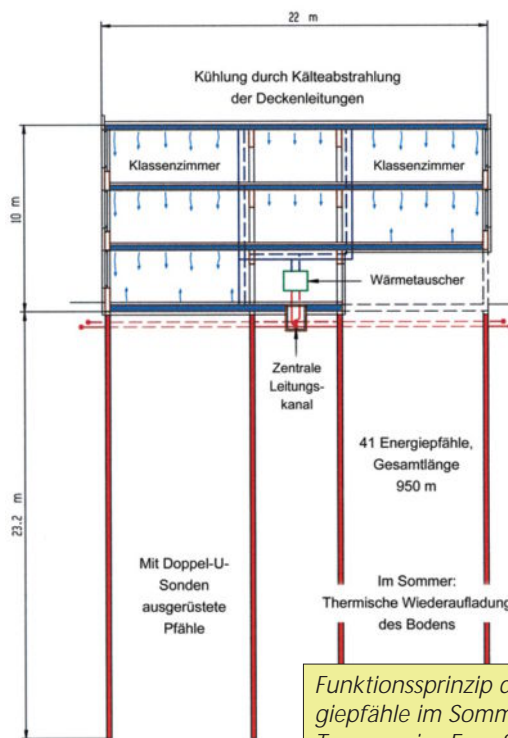 22 m
Kühlung durch Kälteabstrahlung
der Deckenleitungen
Klassenzimmer
Klassenzimmer
10 m
Wärmetauscher
Zentrale
Leitungs-
kanal
41 Energiepfähle,
Gesamtlänge
950 m
23.2 m
Mit Doppel-U-
Sonden
ausgerüstete
Pfähle
Im Sommer:
Thermische Wiederaufladung
des Bodens
Funktionsprinzip
giepfähle im Somm